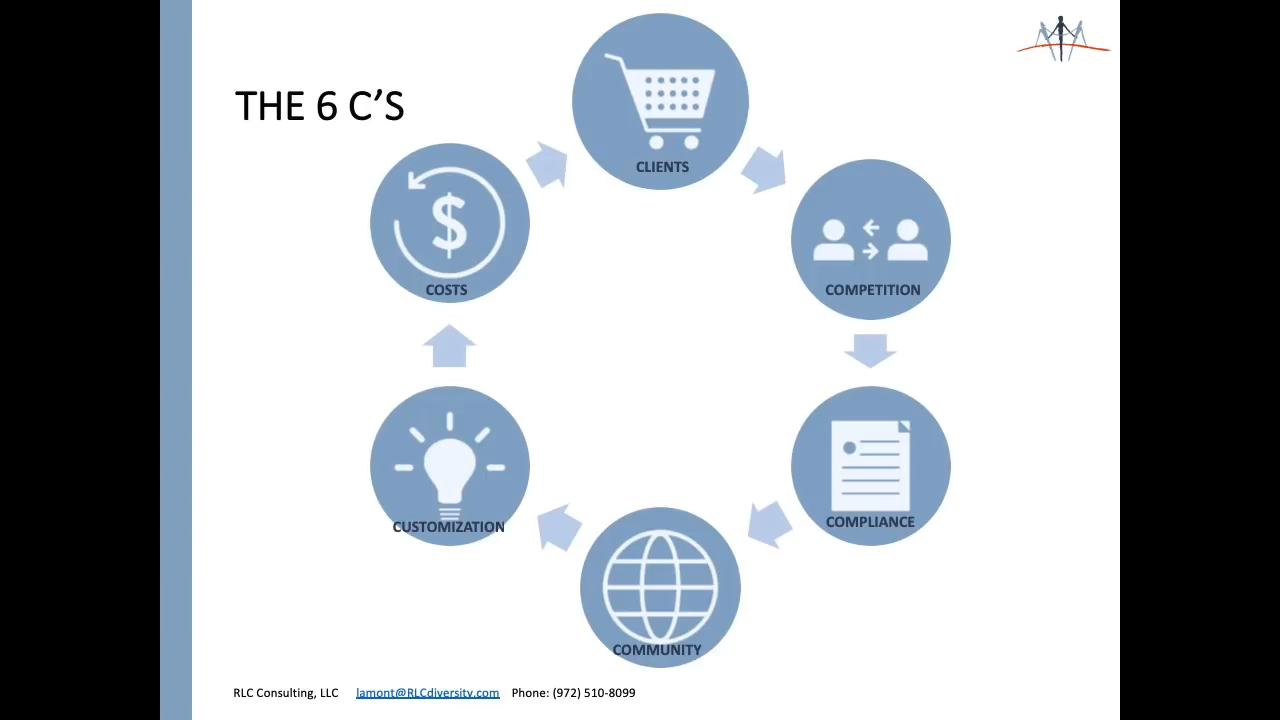 THE 6 C’S
CLIENTS
COMPETITION
COMPLIANCE
COMMUNITY
CUSTOMIZATION
$
COSTS
RLC Consulting, LLC lamont@RLCdiversity.com Phone: (972) 510-8099